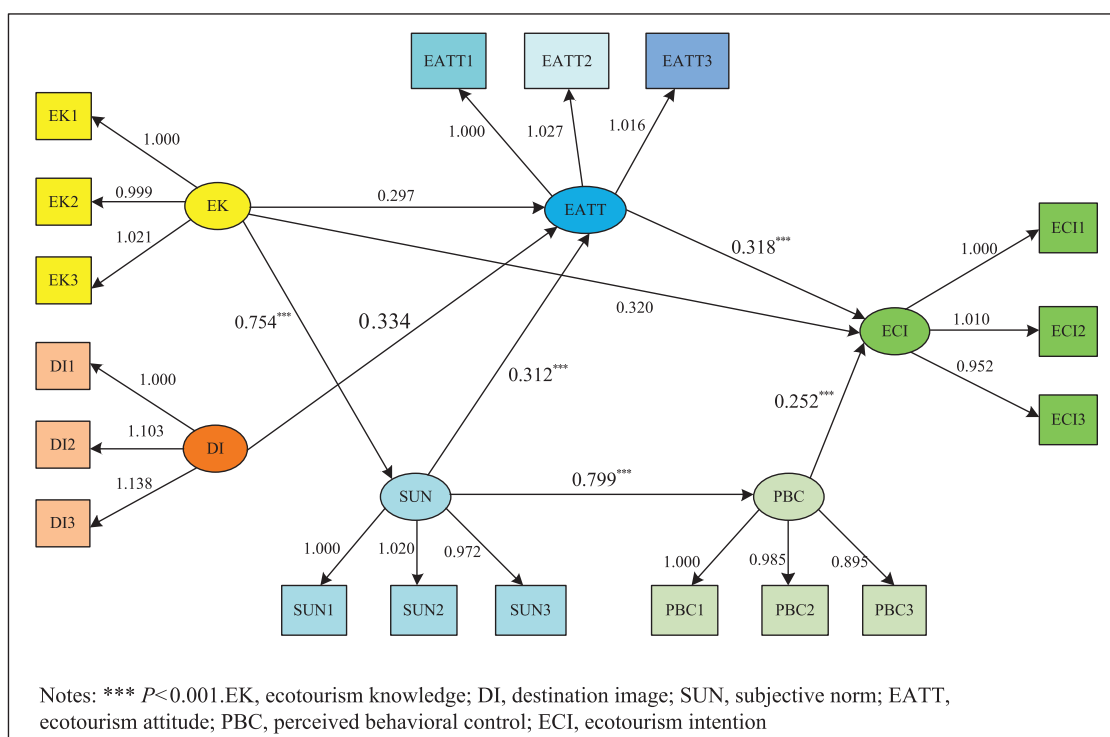 EATT1
EATT2
EATT3
EK1
1.000
1.000
1.027
1.016
EK2
0.999
EK
0.297
EATT
ECI1
1.021
0.318***
1.000
EK3
0.754***
0.334
0.320
ECI
1.010
ECI2
DI1
1.000
0.312***
0.252***
0.952
DI2
1.103
DI
ECI3
1.138
DI3
SUN
0.799***
PBC
1.000
1.020
0.972
1.000
0.985
0.895
SUN1
SUN2
SUN3
PBC1
PBC2
PBC3
Notes: *** P<0.001.EK, ecotourism knowledge; DI, destination image; SUN, subjective norm; EATT,
ecotourism attitude; PBC, perceived behavioral control; ECI, ecotourism intention